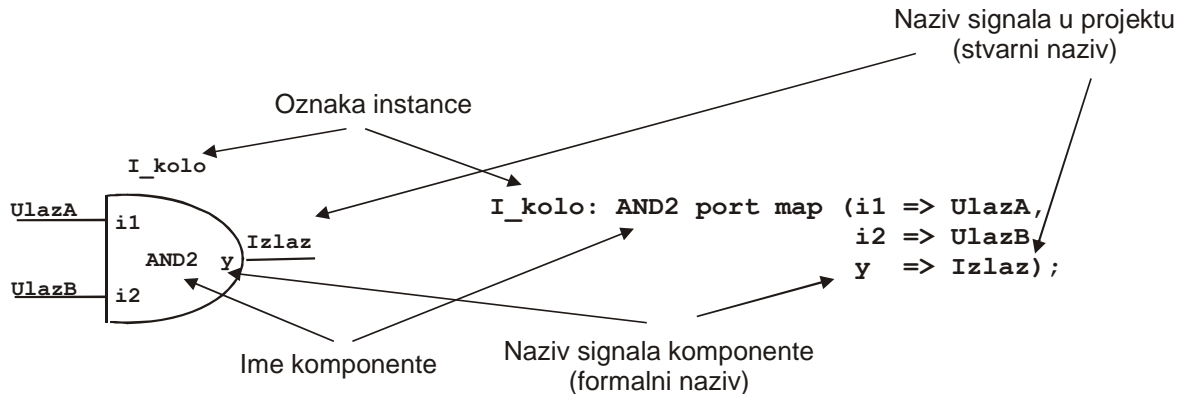 Naziv signala u projektu
(stvarni naziv)
Oznaka instance
I_kolo
UlazA
i1
AND2 y
Izlaz
UlazB
i2
I_kolo: AND2 port map (i1 => UlazA,
i2 => UlazB
y => Izlaz);
Ime komponente
Naziv signala komponente
(formalni naziv)